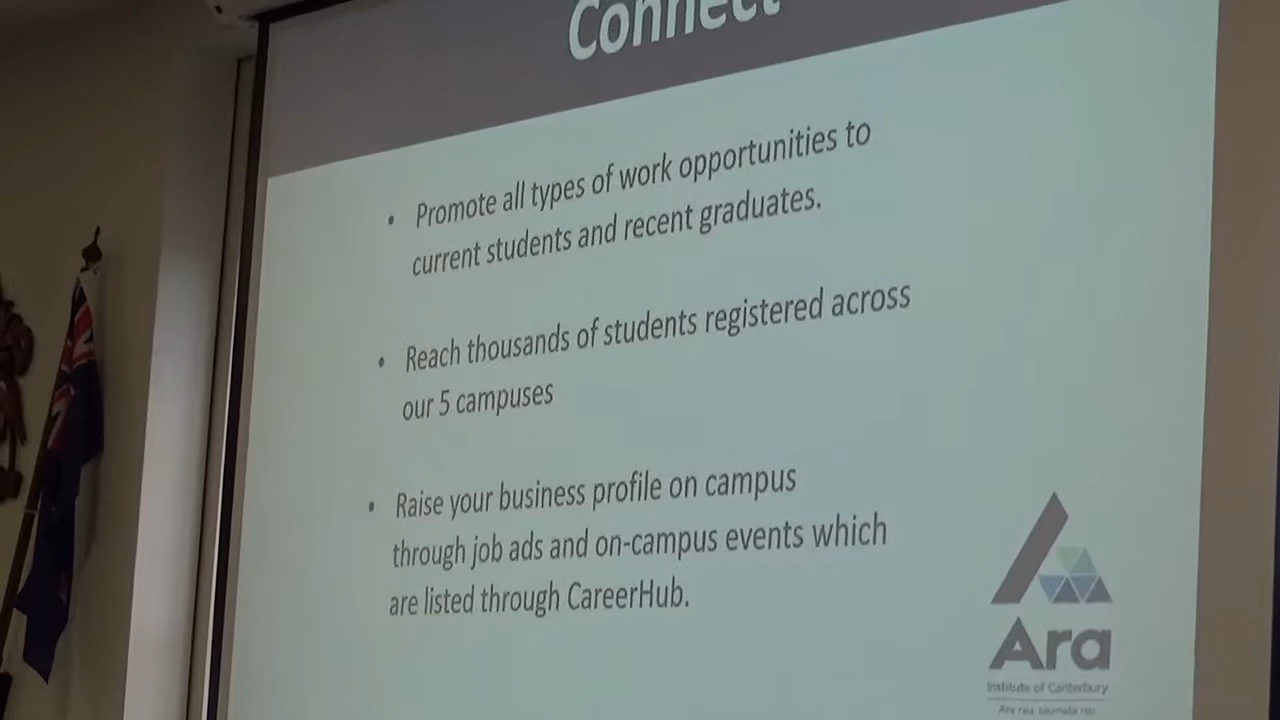 Connect
• Promote all types of work opportunities to
current students and recent graduates.
• Reach thousands of students registered across
our 5 campuses
• Raise your business profile on campus
through job ads and on-campus events which
are listed through CareerHub.
Ara
Institute of Canterbury
Ara rau,